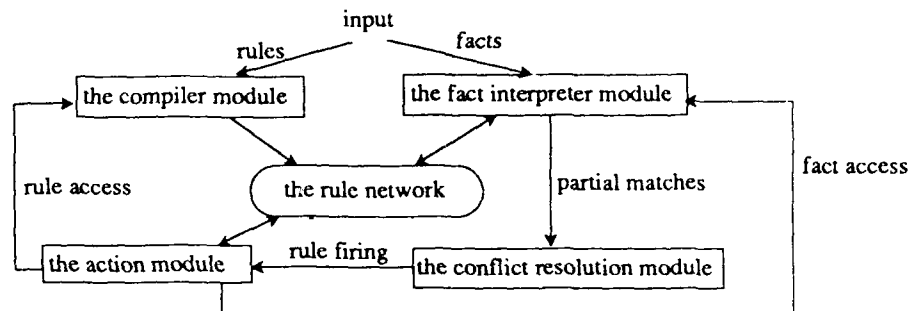 input
rules
facts
the compiler module
the fact interpreter module
rule access
the rule network
partial matches
fact access
the action module
rule firing
the conflict resolution module